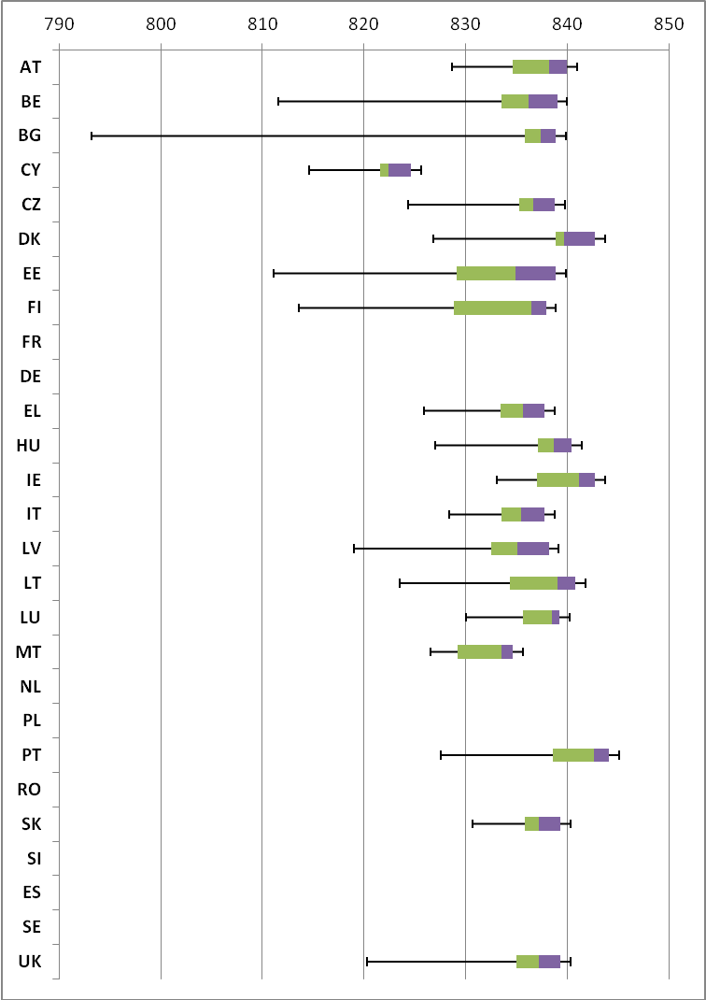 790 800 810 820 830 840 850
AT
BE
BG
CY
CZ
DK
EE
FI
FR
DE
EL
HU
IE
IT
LV
LT
LU
MT
NL
PL
PT
RO
SK
SI
ES
SE
UK